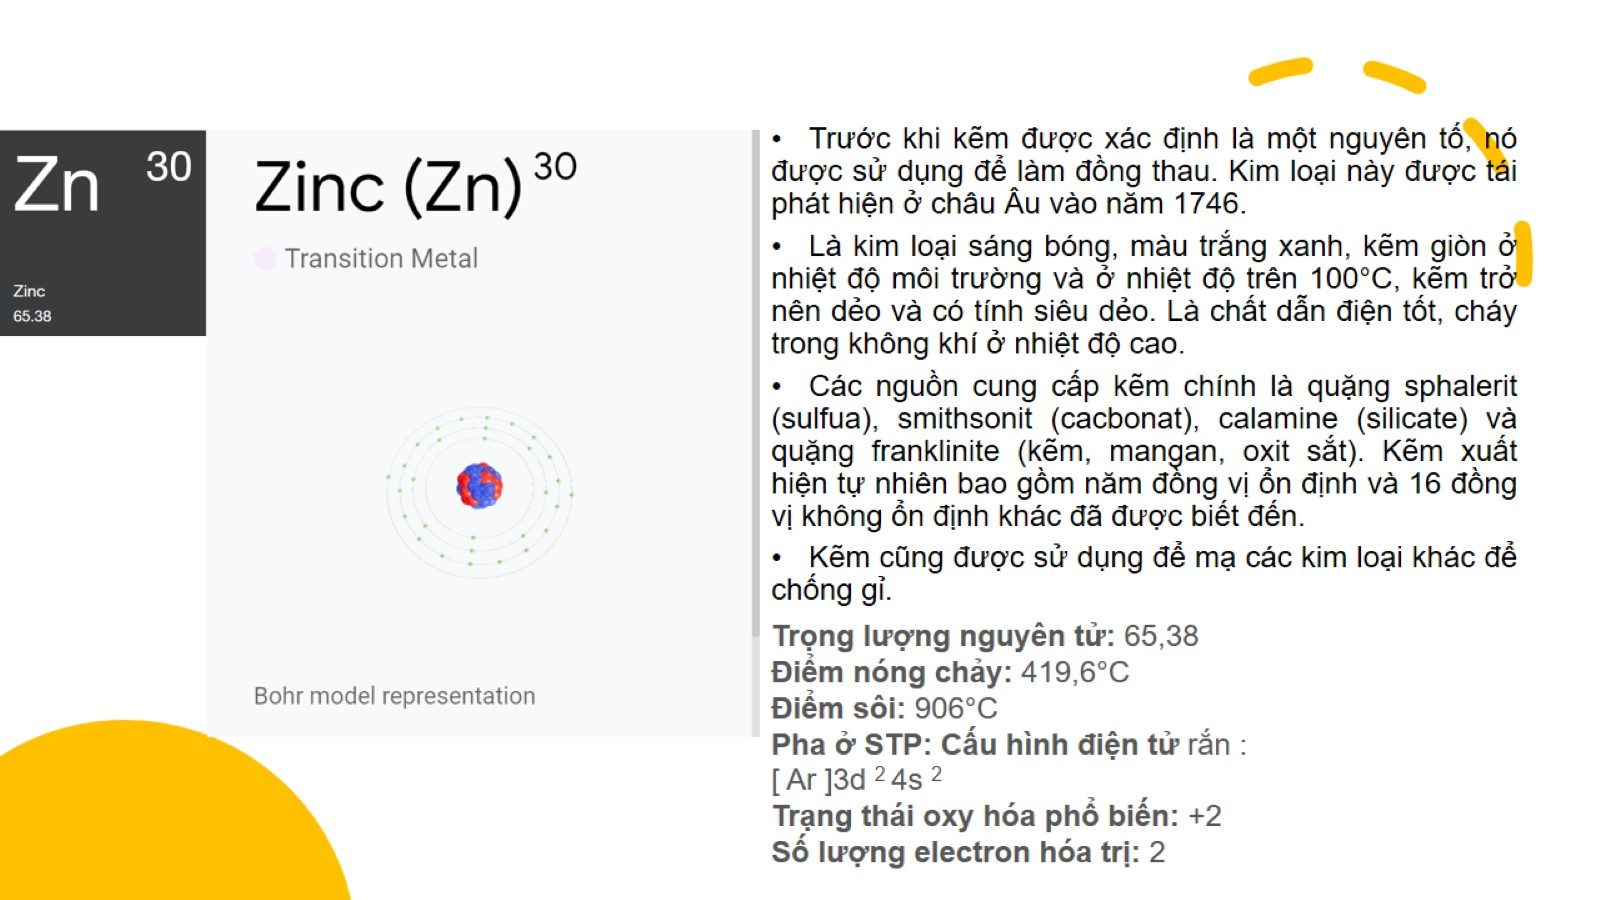 Zn 30
Zinc
65.38
Zinc (Zn) 30
Transition Metal
Bohr model representation
• Trước khi kẽm được xác định là một nguyên tố, nó
được sử dụng để làm đồng thau. Kim loại này được tái
phát hiện ở châu Âu vào năm 1746.
• Là kim loại sáng bóng, màu trắng xanh, kẽm giòn ở
nhiệt độ môi trường và ở nhiệt độ trên 100°C, kẽm trở
nên dẻo và có tính siêu dẻo. Là chất dẫn điện tốt, cháy
trong không khí ở nhiệt độ cao.
• Các nguồn cung cấp kẽm chính là quặng sphalerit
(sulfua), smithsonit (cacbonat), calamine (silicate) và
quặng franklinite (kẽm, mangan, oxit sắt). Kẽm xuất
hiện tự nhiên bao gồm năm đồng vị ổn định và 16 đồng
vị không ổn định khác đã được biết đến.
• Kẽm cũng được sử dụng để mạ các kim loại khác để
chống gỉ.
Trọng lượng nguyên tử: 65,38
Điểm nóng chảy: 419,6°C
Điểm sôi: 906°C
Pha ở STP: Cấu hình điện tử rắn :
[ Ar ]3d 2 4s 2
Trạng thái oxy hóa phổ biến: +2
Số lượng electron hóa trị: 2